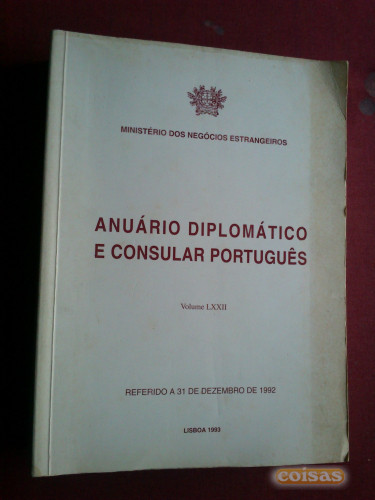 MINISTÉRIO DOS NEGÓCIOS ESTRANGEIROS
ANUÁRIO DIPLOMÁTICO
E CONSULAR PORTUGUÊS
Volume LXXII
REFERIDO A 31 DE DEZEMBRO DE 1992
LISBOA 1993
coisas